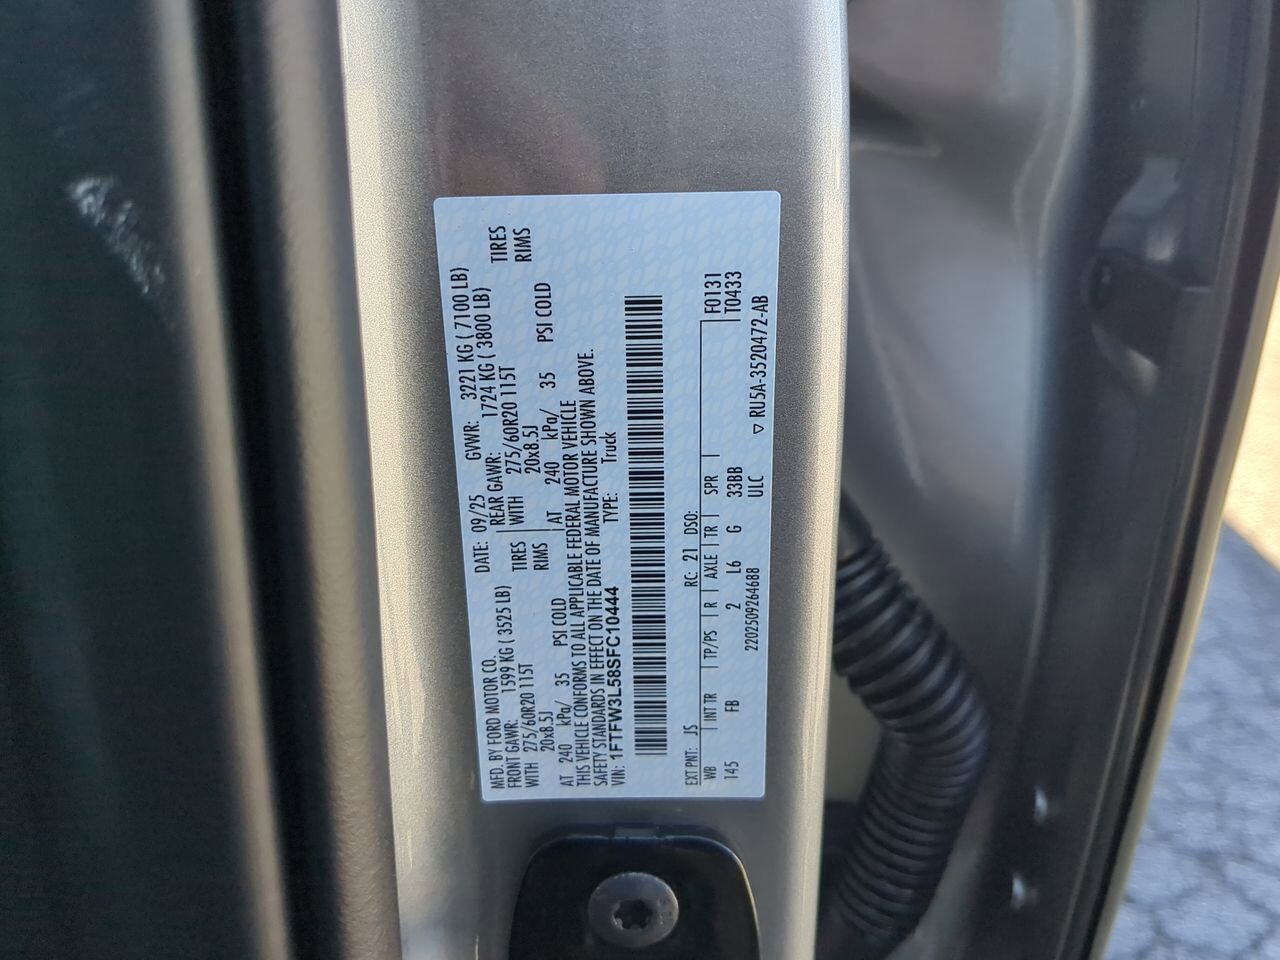 MFD. BY FORD MOTOR CO. DATE: 09/25 GVWR: 3221 KG ( 7100 LB)
FRONT GAWR: 1599 KG ( 3525 LB) REAR GAWR: 1724 KG ( 3800 LB)
WITH 275/60R20 115T TIRES WITH 275/60R20 115T TIRES
20x8.5J RIMS 20x8.5J RIMS
AT 240 kPa/ 35 PSI COLD AT 240 kPa/ 35 PSI COLD
THIS VEHICLE CONFORMS TO ALL APPLICABLE FEDERAL MOTOR VEHICLE
SAFETY STANDARDS IN EFFECT ON THE DATE OF MANUFACTURE SHOWN ABOVE.
VIN: 1FTFW3L58SFC10444 TYPE: Truck
EXT PNT: JS RC: 21 DSO: F0131
WB INT TR TP/PS R AXLE TR SPR T0433
145 FB 2 L6 G 33BB
2202509264688 ULC ▽ RU5A-3520472-AB